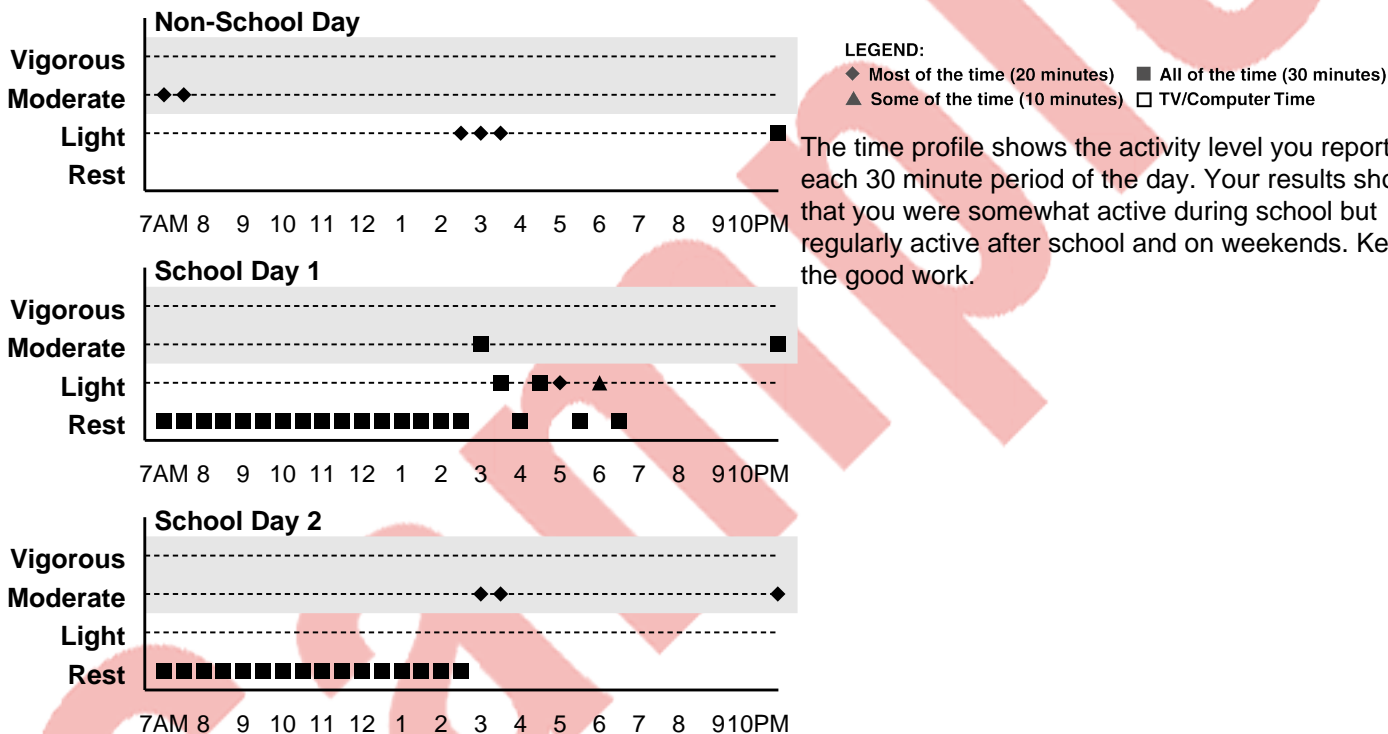 Non-School Day
Vigorous
Moderate
Light
Rest
7AM 8 9 10 11 12 1 2 3 4 5 6 7 8 910PM
School Day 1
Vigorous
Moderate
Light
Rest
7AM 8 9 10 11 12 1 2 3 4 5 6 7 8 910PM
School Day 2
Vigorous
Moderate
Light
Rest
7AM 8 9 10 11 12 1 2 3 4 5 6 7 8 910PM
LEGEND:
Most of the time (20 minutes) All of the time (30 minutes)
Some of the time (10 minutes) TV/Computer Time
The time profile shows the activity level you report
each 30 minute period of the day. Your results sho
that you were somewhat active during school but
regularly active after school and on weekends. Ke
the good work.